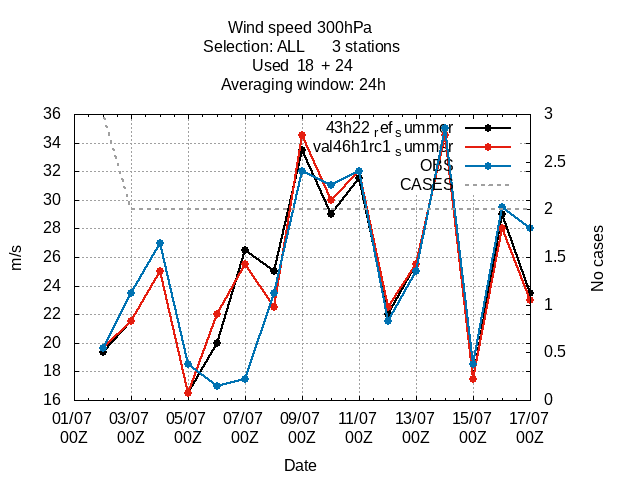 Wind speed 300hPa
Selection: ALL      3 stations
Used  18  + 24
Averaging window: 24h
36
34
32
30
28
26
24
22
20
18
16
m/s
3
2.5
2
1.5
1
0.5
0
No cases
43h22 refs ummer
val46h1rc1 s ummer
OBS
CASES
01/07 03/07 05/07 07/07 09/07 11/07 13/07 15/07 17/07
00Z 00Z 00Z 00Z 00Z 00Z 00Z 00Z 00Z
Date